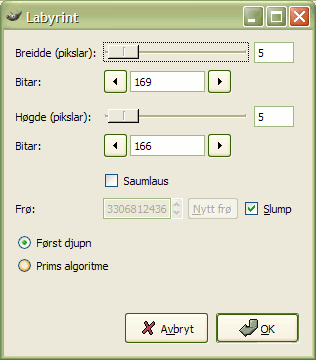 Labyrint
Breidde (pikslar): 5
Bitar: 169
Høgde (pikslar): 5
Bitar: 166
Saumlaus
Frø: 3306812436 Nytt frø Slump
Først djupn
Prims algoritme
Avbryt OK